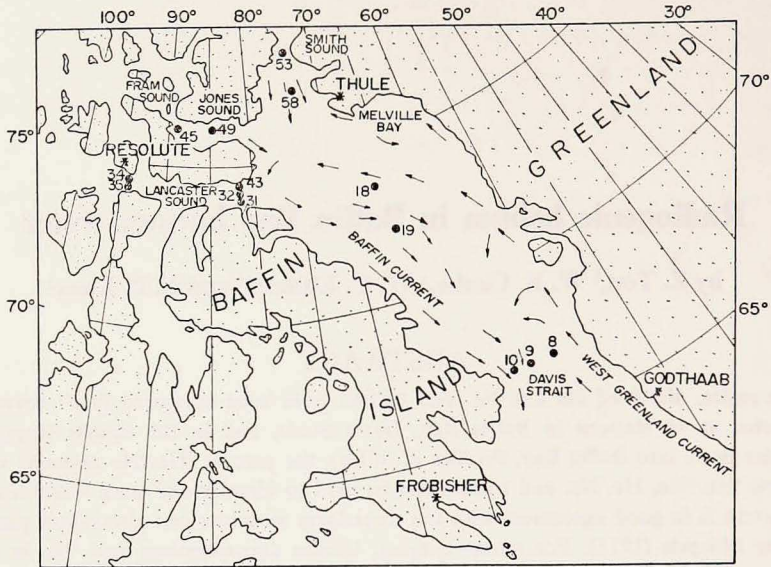 100° 90° 80° 70° 60° 50° 40° 30°
SMITH
SOUND
53
FRAM
SOUND
JONES
SOUND
58
THULE
MELVILLE
BAY
GREENLAND
70°
75°
45
49
RESOLUTE
34
35
LANCASTER
SOUND
43
32
31
18
19
BAFFIN CURRENT
BAFFIN
ISLAND
70°
65°
8
9
10
DAVIS
STRAIT
GODTHAAB
WEST GREENLAND CURRENT
65°
FROBISHER